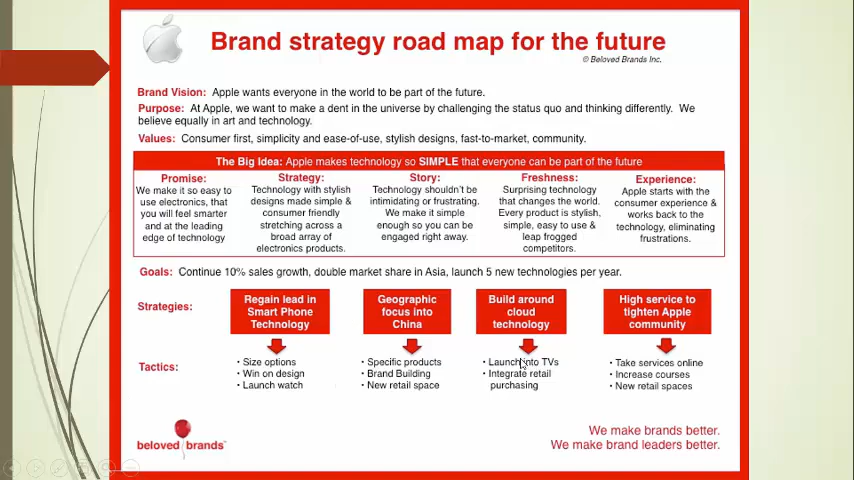 Brand strategy road map for the future
© Beloved Brands Inc.
Brand Vision: Apple wants everyone in the world to be part of the future.
Purpose: At Apple, we want to make a dent in the universe by challenging the status quo and thinking differently. We
believe equally in art and technology.
Values: Consumer first, simplicity and ease-of-use, stylish designs, fast-to-market, community.
The Big Idea: Apple makes technology so SIMPLE that everyone can be part of the future
Promise:
We make it so easy to
use electronics, that
you will feel smarter
and at the leading
edge of technology
Strategy:
Technology with stylish
designs made simple &
consumer friendly
stretching across a
broad array of
electronics products.
Story:
Technology shouldn't be
intimidating or frustrating.
We make it simple
enough so you can be
engaged right away.
Freshness:
Surprising technology
that changes the world.
Every product is stylish,
simple, easy to use &
leap frogged
competitors.
Experience:
Apple starts with the
consumer experience &
works back to the
technology, eliminating
frustrations.
Goals: Continue 10% sales growth, double market share in Asia, launch 5 new technologies per year.
Strategies:
Regain lead in
Smart Phone
Technology
Geographic
focus into
China
Build around
cloud
technology
High service to
tighten Apple
community
Tactics:
• Size options
• Win on design
• Launch watch
• Specific products
• Brand Building
• New retail space
• Launch into TVs
• Integrate retail
purchasing
• Take services online
• Increase courses
• New retail spaces
beloved brands
We make brands better.
We make brand leaders better.